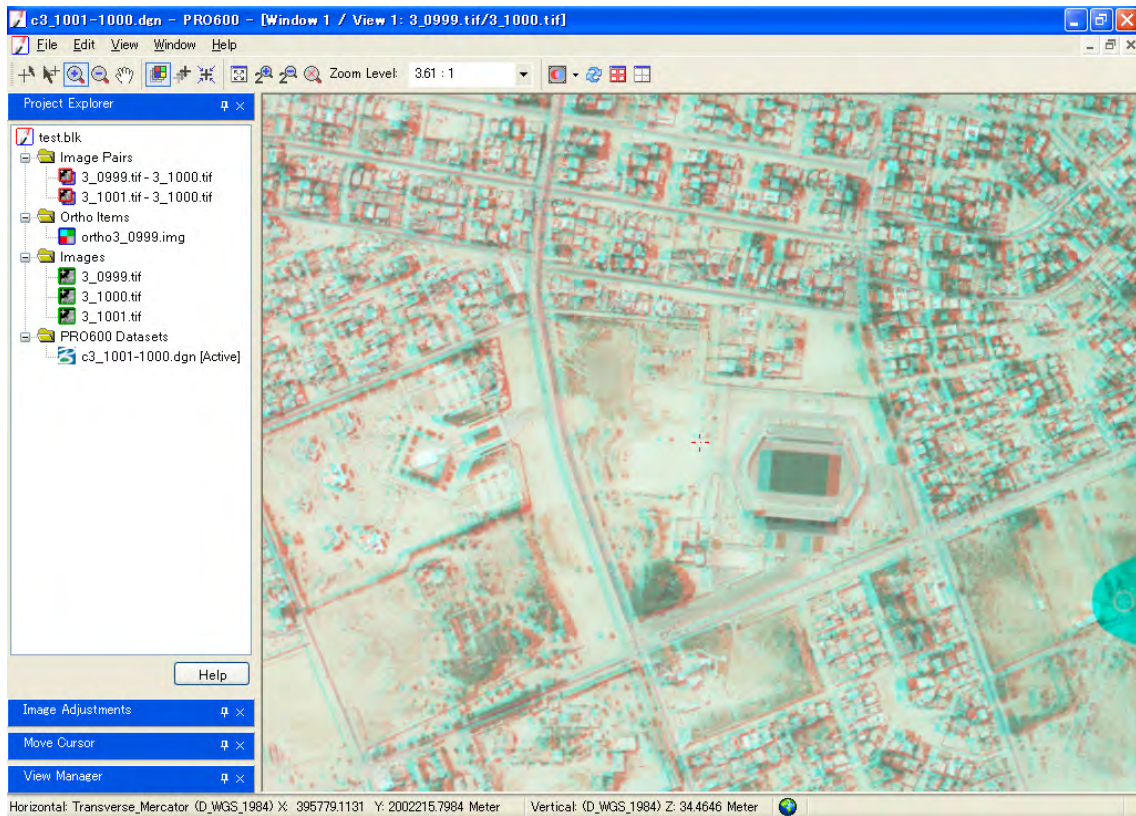 c3_1001-1000.dgn - PRO600 - [Window 1 / View 1: 3_0999.tif/3_1000.tif]
File Edit View Window Help
Zoom Level: 3.61 : 1
Project Explorer
test.blk
Image Pairs
3_0999.tif - 3_1000.tif
3_1001.tif - 3_1000.tif
Ortho Items
ortho3_0999.img
Images
3_0999.tif
3_1000.tif
3_1001.tif
PRO600 Datasets
c3_1001-1000.dgn [Active]
Help
Image Adjustments
Move Cursor
View Manager
Horizontal: Transverse_Mercator (D_WGS_1984) X: 395779.1131 Y: 2002215.7984 Meter Vertical: (D_WGS_1984) Z: 34.4646 Meter